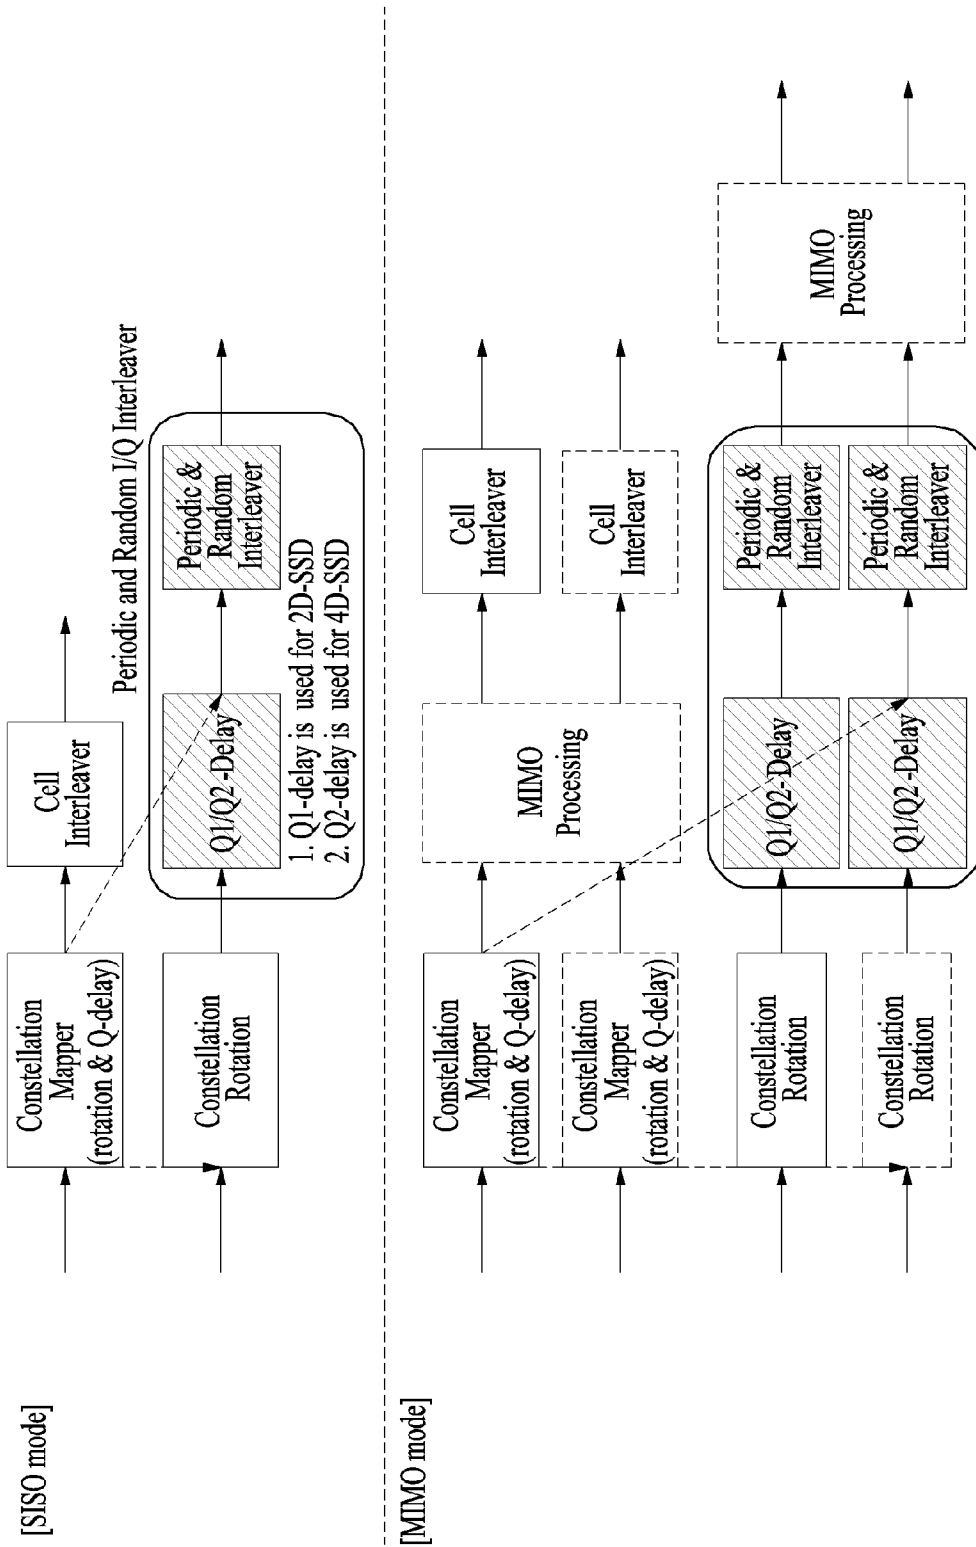 [SISO mode]
Constellation
Mapper
(rotation & Q-delay)
Cell
Interleaver
Periodic and Random I/Q Interleaver
Constellation
Rotation
Q1/Q2-Delay
Periodic &
Random
Interleaver
1. Q1-delay is used for 2D-SSD
2. Q2-delay is used for 4D-SSD
[MIMO mode]
Constellation
Mapper
(rotation & Q-delay)
Constellation
Mapper
(rotation & Q-delay)
MIMO
Processing
Cell
Interleaver
Cell
Interleaver
Constellation
Rotation
Constellation
Rotation
Q1/Q2-Delay
Q1/Q2-Delay
Periodic &
Random
Interleaver
Periodic &
Random
Interleaver
MIMO
Processing